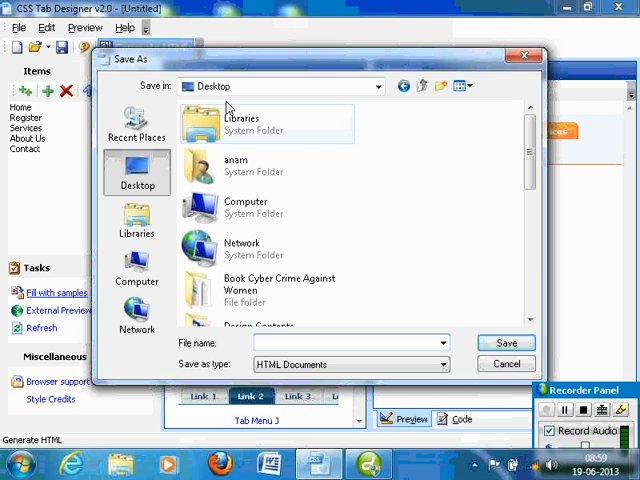 CSS Tab Designer v2.0 - [Untitled]
File Edit Preview Help
Items
Home
Register
Services
About Us
Contact
Tasks
Fill with samples
External Preview
Refresh
Miscellaneous
Browser support
Style Credits
Generate HTML
Save As
Save in: Desktop
Recent Places
Desktop
Libraries
Computer
Network
Libraries
System Folder
anam
System Folder
Computer
System Folder
Network
System Folder
Book Cyber Crime Against
Women
File folder
Design Contents
File name:
Save as type: HTML Documents
Save
Cancel
Link 1 Link 2 Link 3
Tab Menu J
Preview Code
Recorder Panel
Record Audio
08:59
19-06-2013